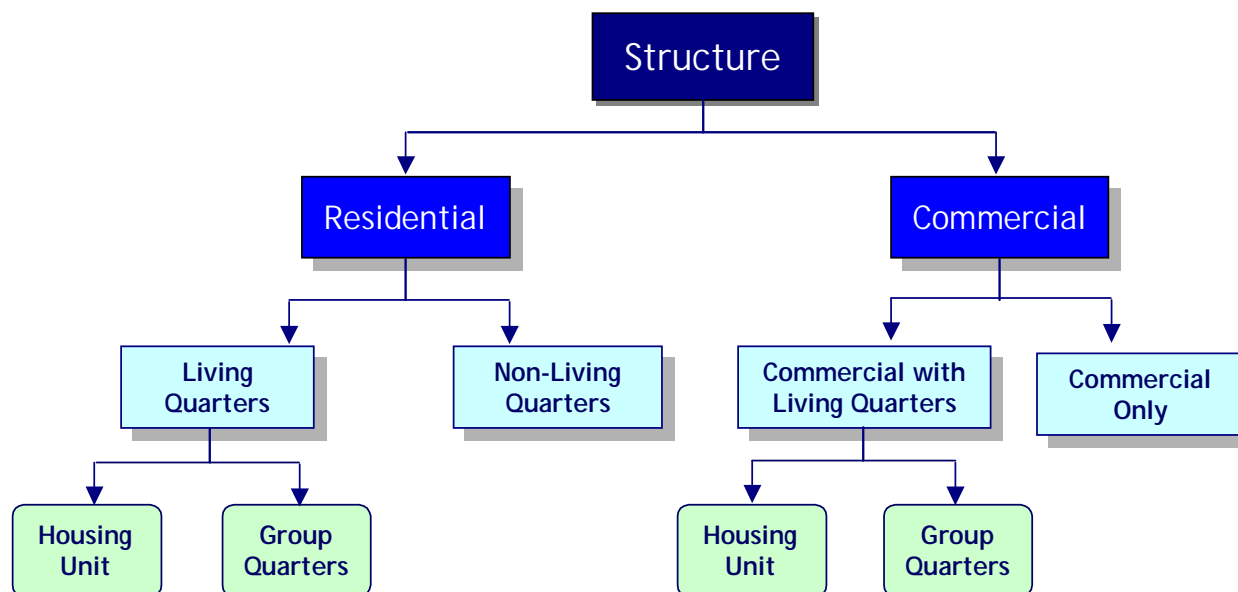 Structure
Residential
Commercial
Living
Quarters
Non-Living
Quarters
Commercial with
Living Quarters
Commercial
Only
Housing
Unit
Group
Quarters
Housing
Unit
Group
Quarters